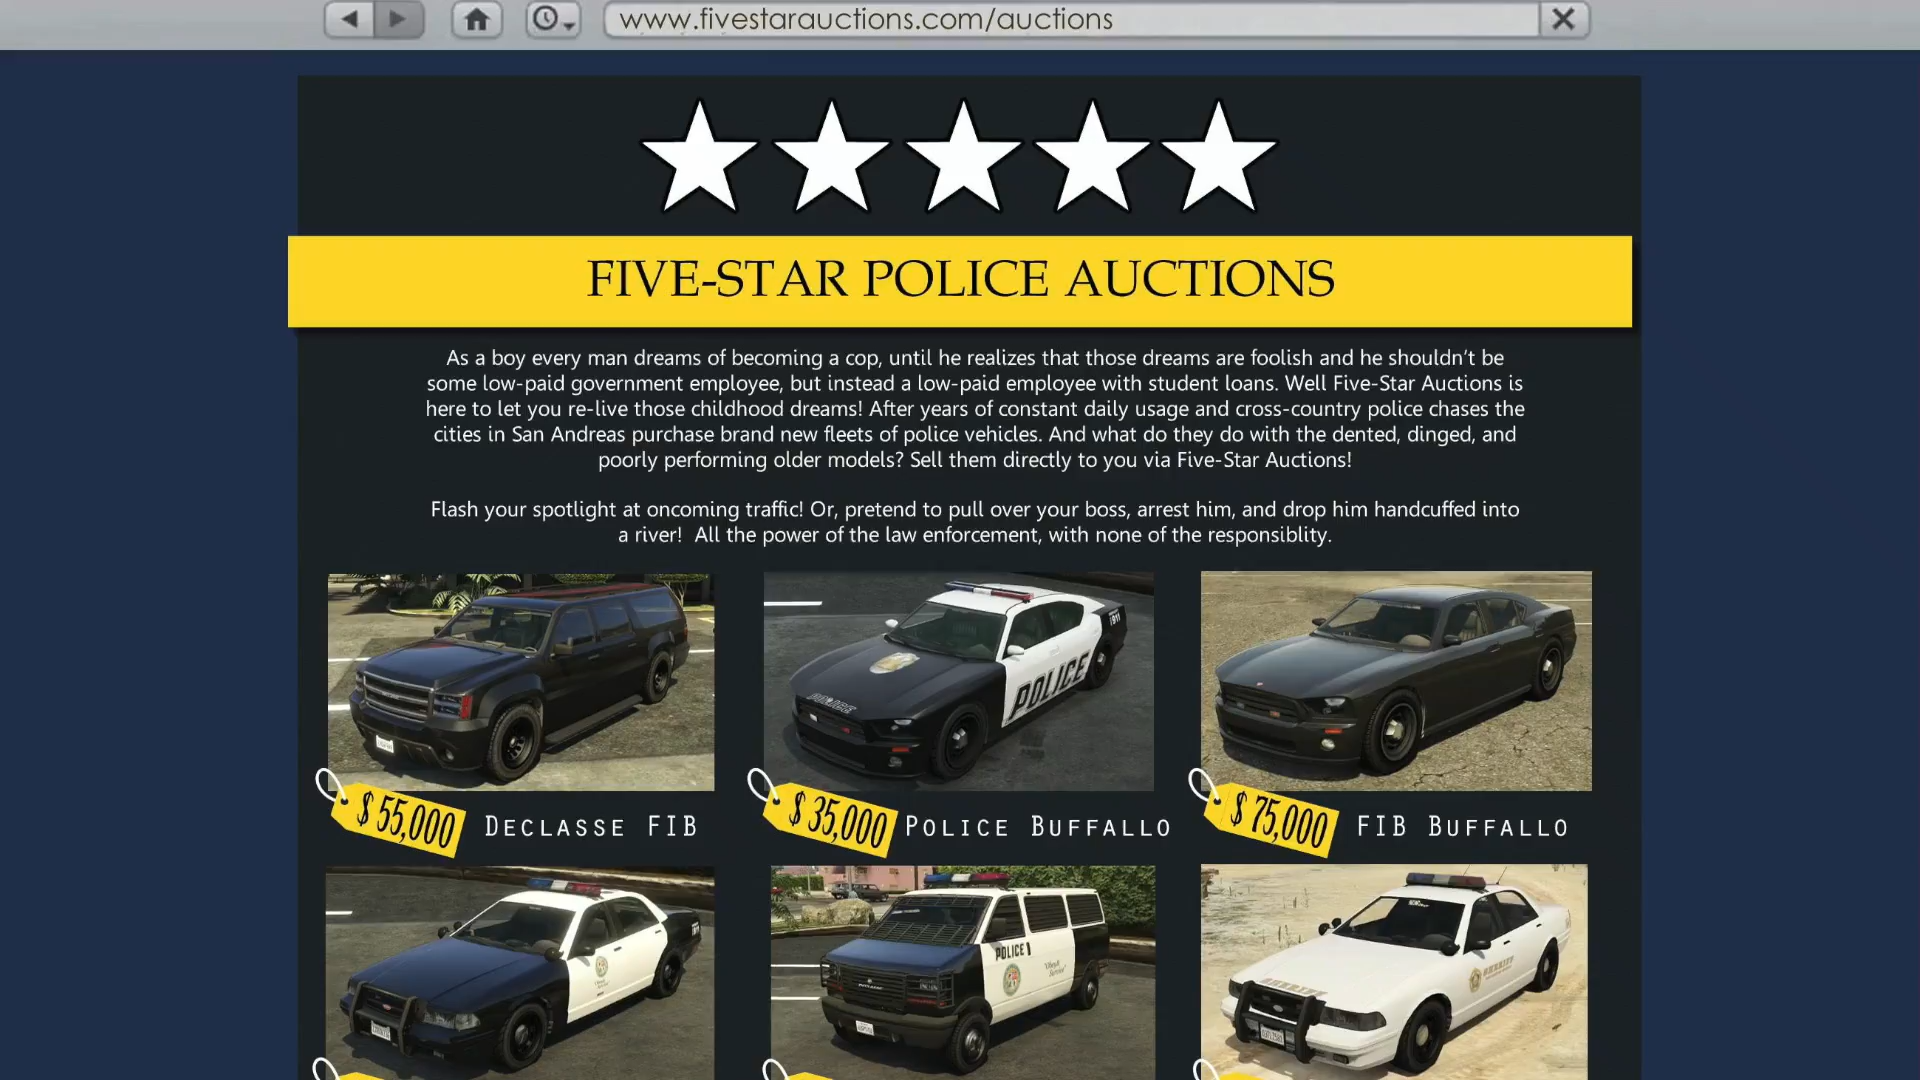 www.fivestarauctions.com/auctions
FIVE-STAR POLICE AUCTIONS
As a boy every man dreams of becoming a cop, until he realizes that those dreams are foolish and he shouldn't be
some low-paid government employee, but instead a low-paid employee with student loans. Well Five-Star Auctions is
here to let you re-live those childhood dreams! After years of constant daily usage and cross-country police chases the
cities in San Andreas purchase brand new fleets of police vehicles. And what do they do with the dented, dinged, and
poorly performing older models? Sell them directly to you via Five-Star Auctions!
Flash your spotlight at oncoming traffic! Or, pretend to pull over your boss, arrest him, and drop him handcuffed into
a river! All the power of the law enforcement, with none of the responsiblity.
911
POLICE
POLICE
$ 55,000 DECLASSE FIB
$ 35,000 POLICE BUFFALLO
$ 75,000 FIB BUFFALLO
POLICE
SHERIFF
SHERIFF